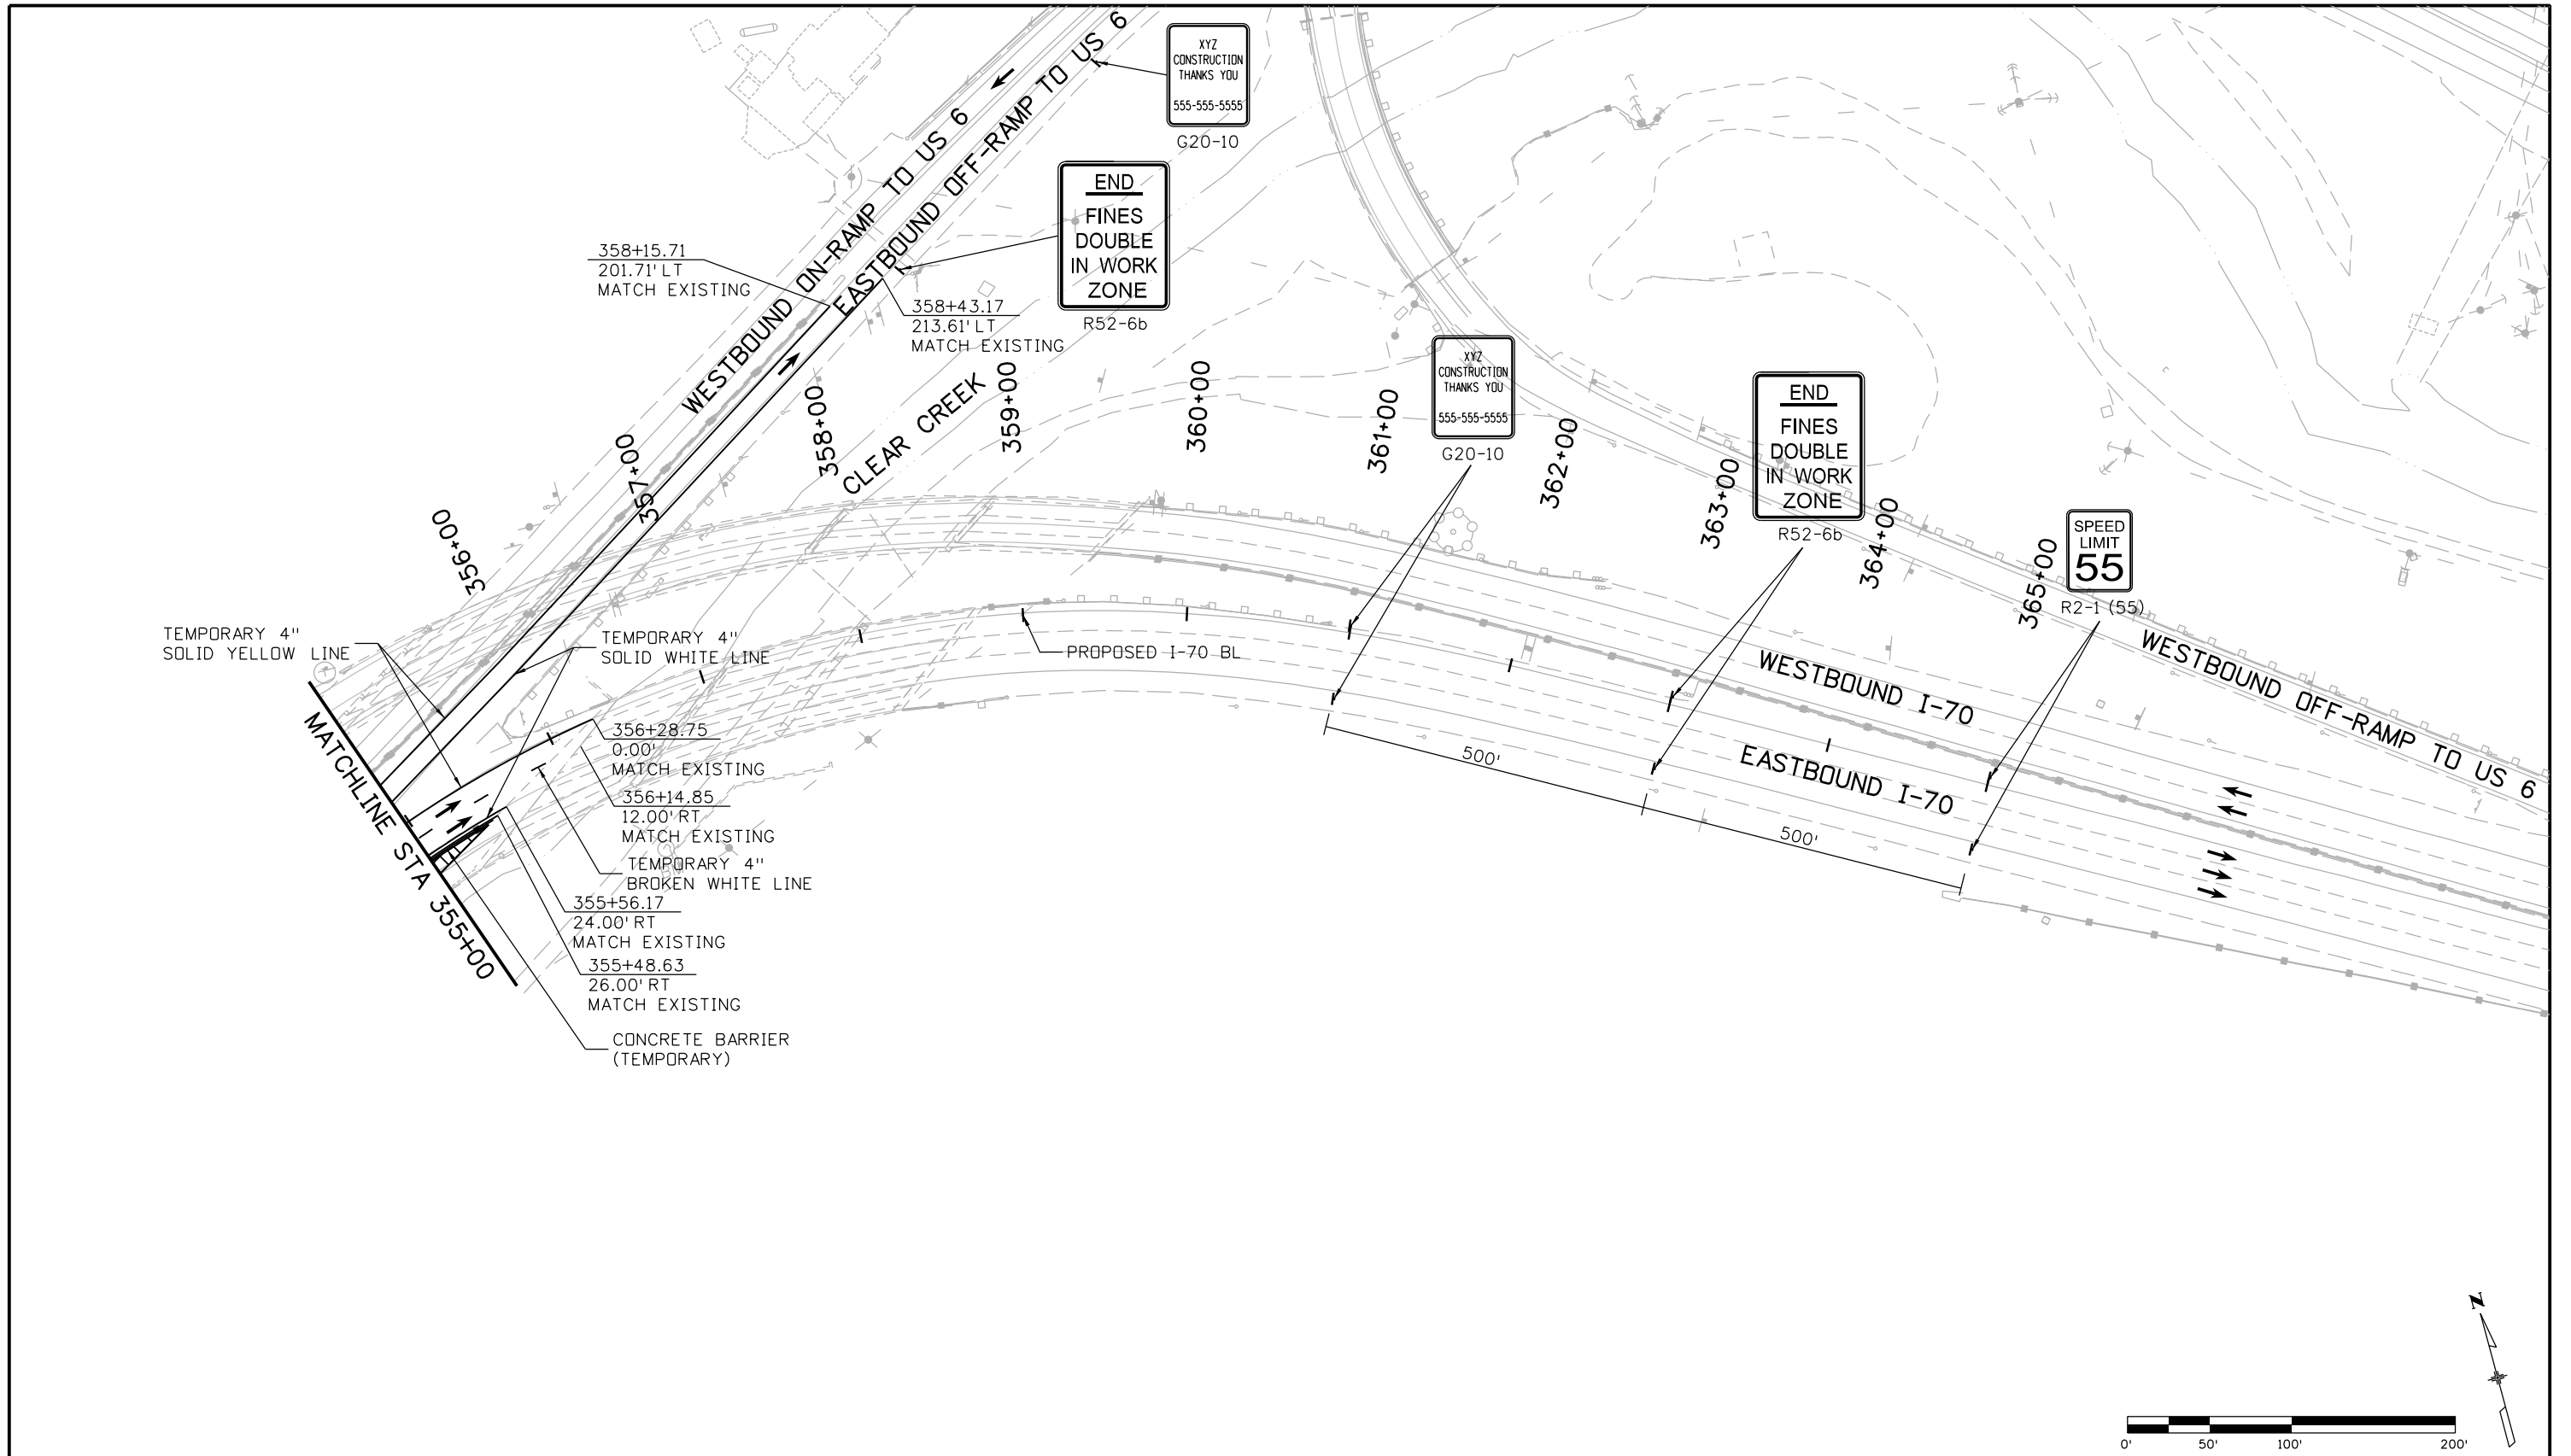 XYZ
CONSTRUCTION
THANKS YOU
555-555-5555
G20-10
END
FINES
DOUBLE
IN WORK
ZONE
R52-6b
WESTBOUND ON-RAMP TO US 6
EASTBOUND OFF-RAMP TO US 6
358+15.71
201.71' LT
MATCH EXISTING
358+43.17
213.61' LT
MATCH EXISTING
CLEAR CREEK
356+00
357+00
358+00
359+00
360+00
361+00
362+00
363+00
364+00
365+00
XYZ
CONSTRUCTION
THANKS YOU
555-555-5555
G20-10
END
FINES
DOUBLE
IN WORK
ZONE
R52-6b
SPEED
LIMIT
55
R2-1 (55)
TEMPORARY 4"
SOLID YELLOW LINE
TEMPORARY 4"
SOLID WHITE LINE
PROPOSED I-70 BL
WESTBOUND I-70
EASTBOUND I-70
WESTBOUND OFF-RAMP TO US 6
500'
500'
MATCHLINE STA 355+00
356+28.75
0.00'
MATCH EXISTING
356+14.85
12.00' RT
MATCH EXISTING
TEMPORARY 4"
BROKEN WHITE LINE
355+56.17
24.00' RT
MATCH EXISTING
355+48.63
26.00' RT
MATCH EXISTING
CONCRETE BARRIER
(TEMPORARY)
N
0'
50'
100'
200'